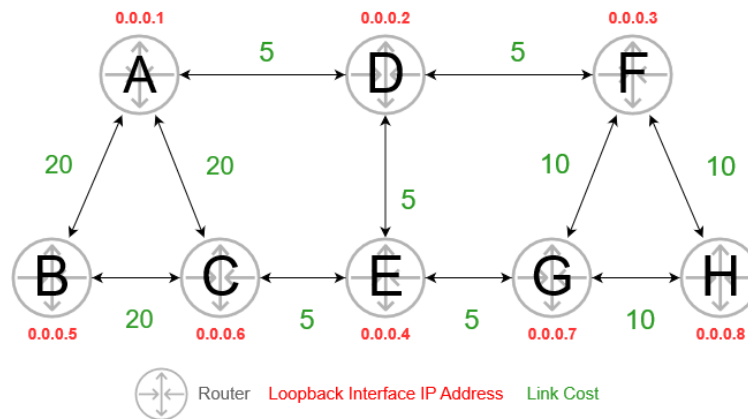 0.0.0.1 0.0.0.2 0.0.0.3
A 5 D 5 F
20 20 5 10 10
B C E G H
20 5 5 10
0.0.0.5 0.0.0.6 0.0.0.4 0.0.0.7 0.0.0.8
Router Loopback Interface IP Address Link Cost